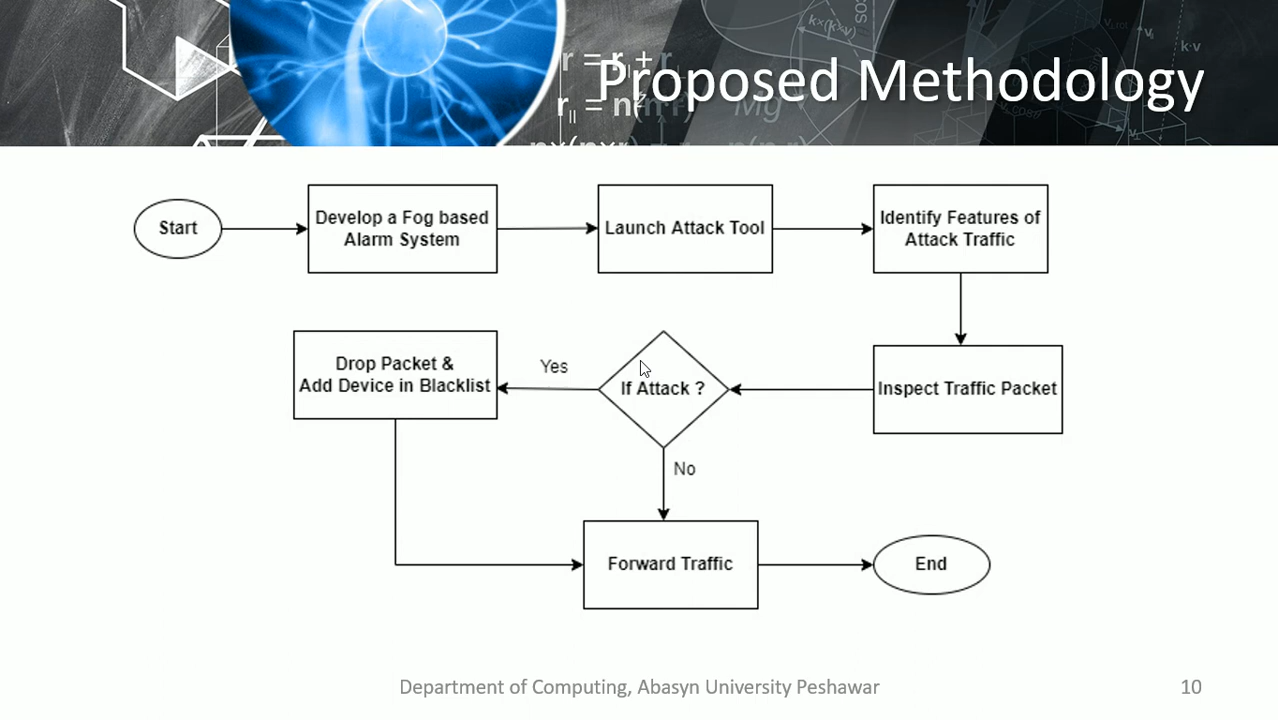 Proposed Methodology
Start
Develop a Fog based
Alarm System
Launch Attack Tool
Identify Features of
Attack Traffic
Drop Packet &
Add Device in Blacklist
Yes
If Attack ?
Inspect Traffic Packet
No
Forward Traffic
End
Department of Computing, Abasyn University Peshawar
10